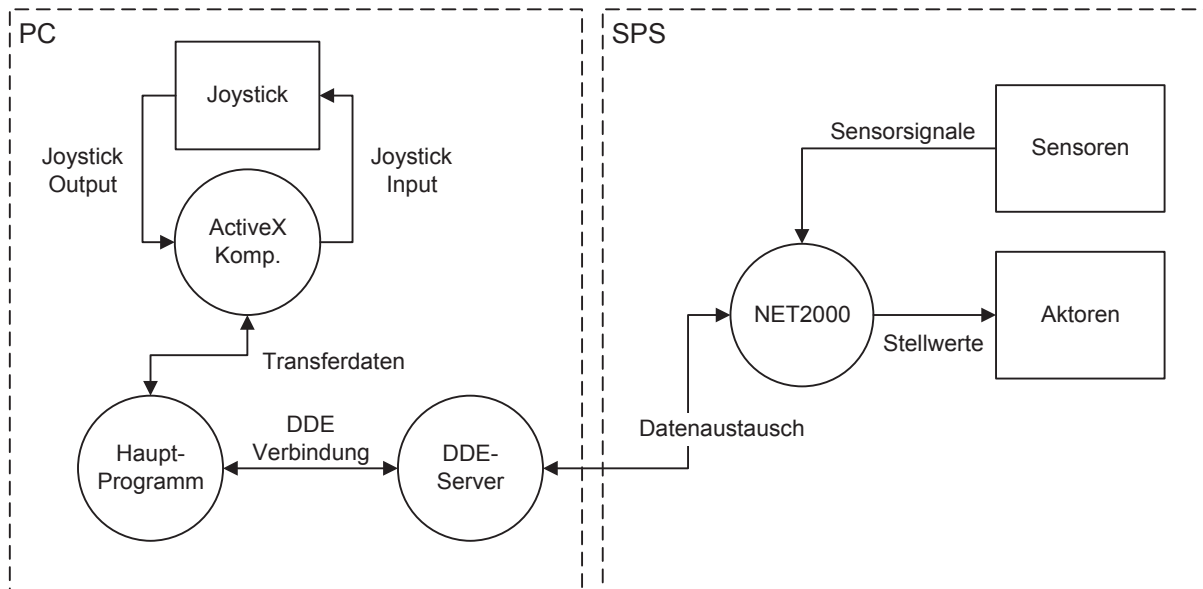 PC
Joystick
Joystick
Output
Joystick
Input
ActiveX
Komp.
Transferdaten
Haupt-
Programm
DDE
Verbindung
DDE-
Server
SPS
Sensorsignale
Sensoren
NET2000
Aktoren
Stellwerte
Datenaustausch